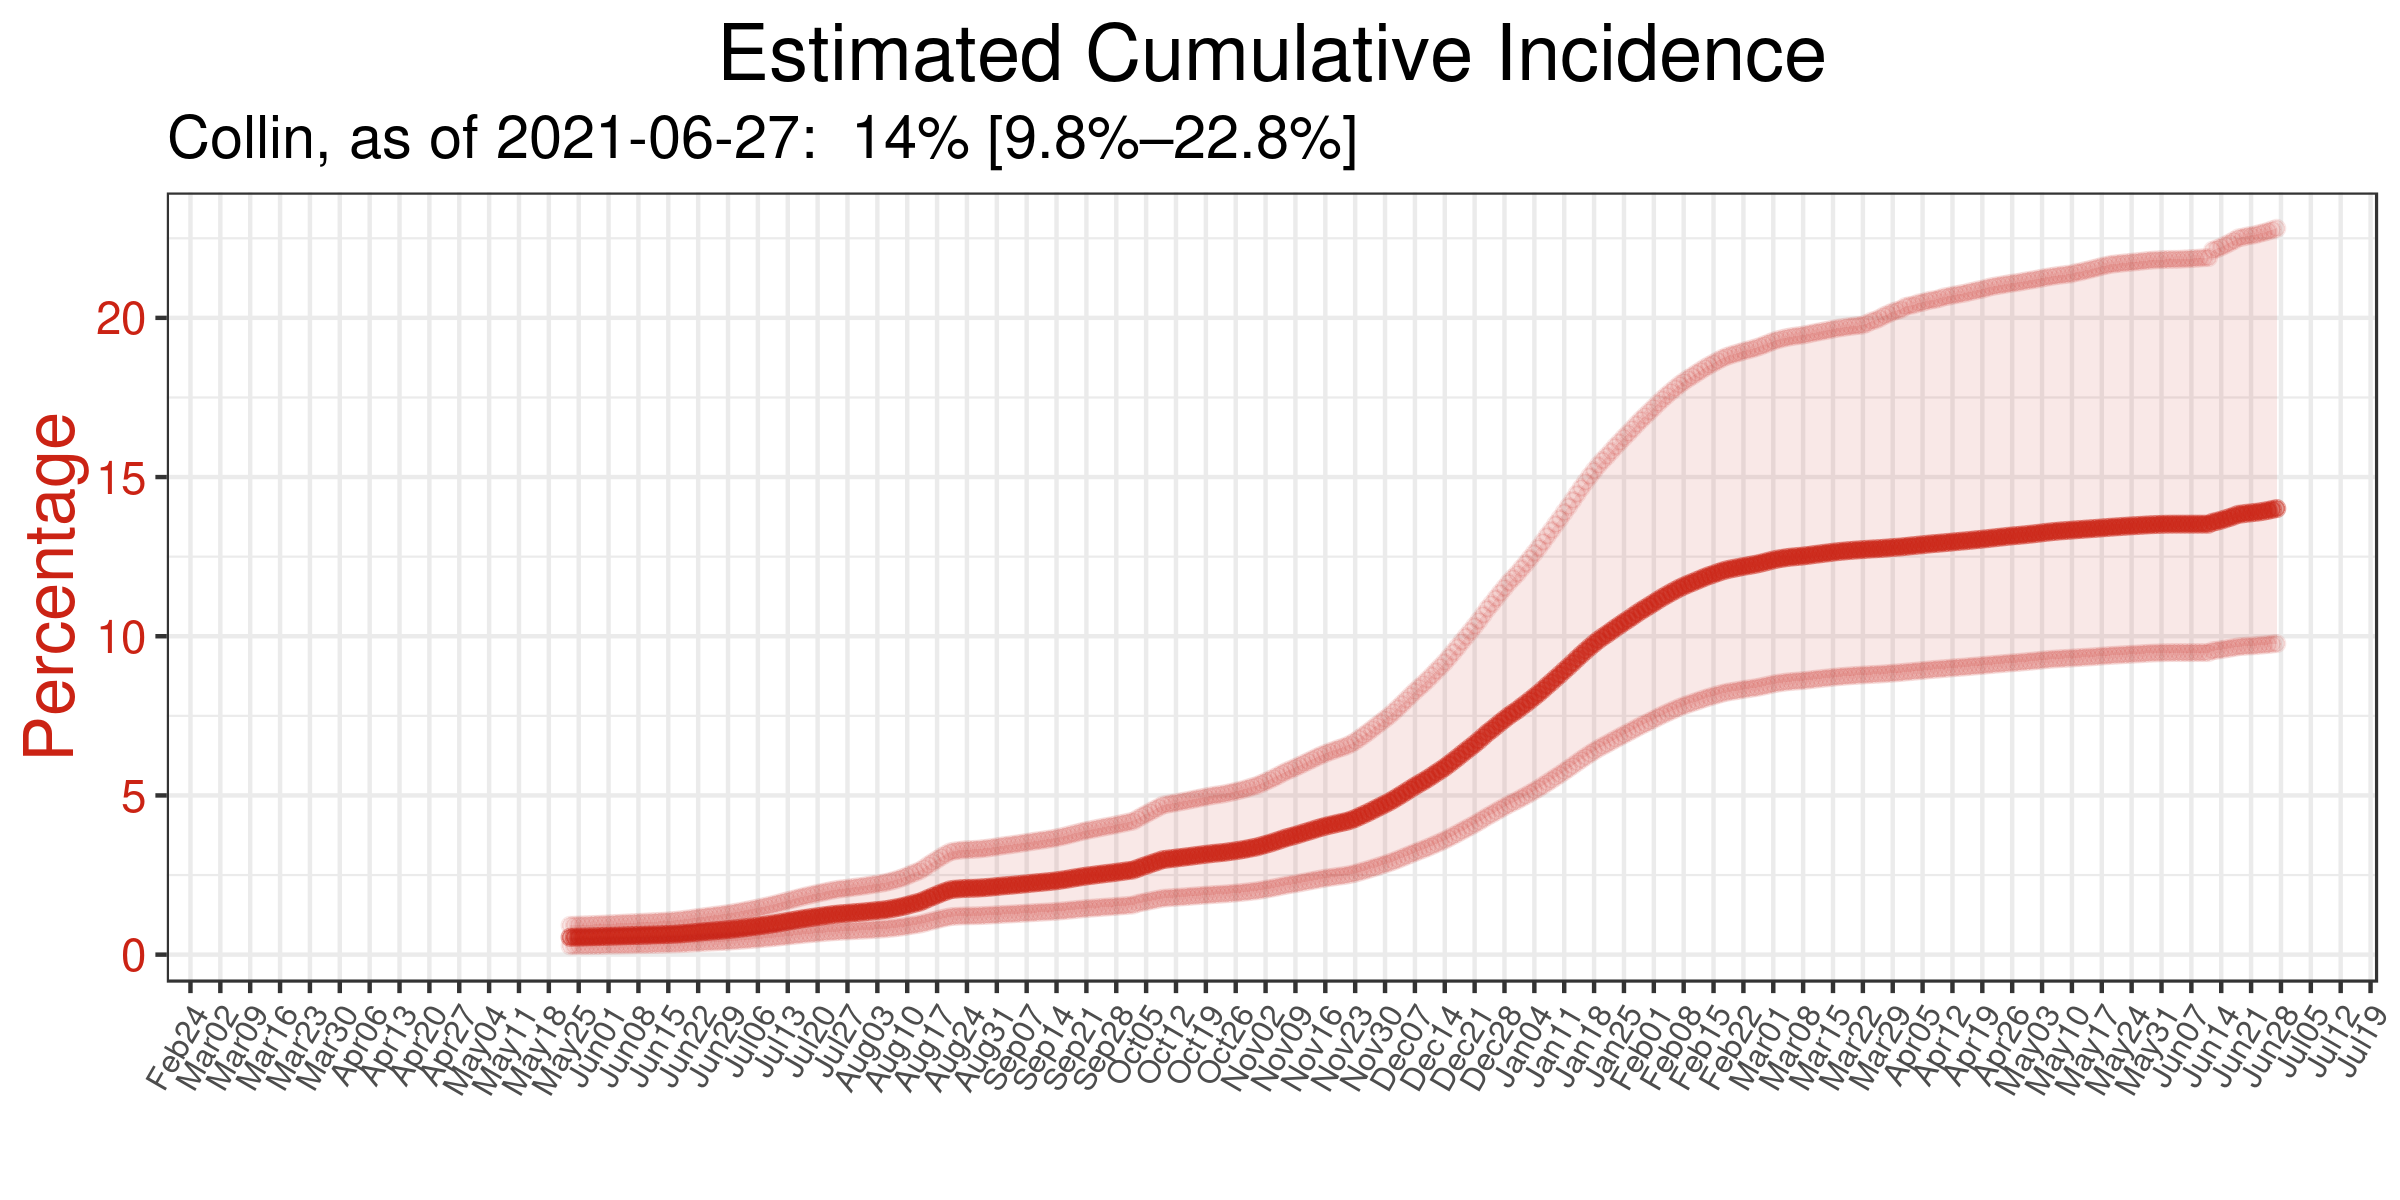 Estimated Cumulative Incidence
Collin, as of 2021-06-27:  14% [9.8%–22.8%]
Percentage
20
15
10
5
0
Feb24
Mar02
Mar09
Mar16
Mar23
Mar30
Apr06
Apr13
Apr20
Apr27
May04
May11
May18
May25
Jun01
Jun08
Jun15
Jun22
Jun29
Jul06
Jul13
Jul20
Jul27
Aug03
Aug10
Aug17
Aug24
Aug31
Sep07
Sep14
Sep21
Sep28
Oct05
Oct12
Oct19
Oct26
Nov02
Nov09
Nov16
Nov23
Nov30
Dec07
Dec14
Dec21
Dec28
Jan04
Jan11
Jan18
Jan25
Feb01
Feb08
Feb15
Feb22
Mar01
Mar08
Mar15
Mar22
Mar29
Apr05
Apr12
Apr19
Apr26
May03
May10
May17
May24
May31
Jun07
Jun14
Jun21
Jun28
Jul05
Jul12
Jul19